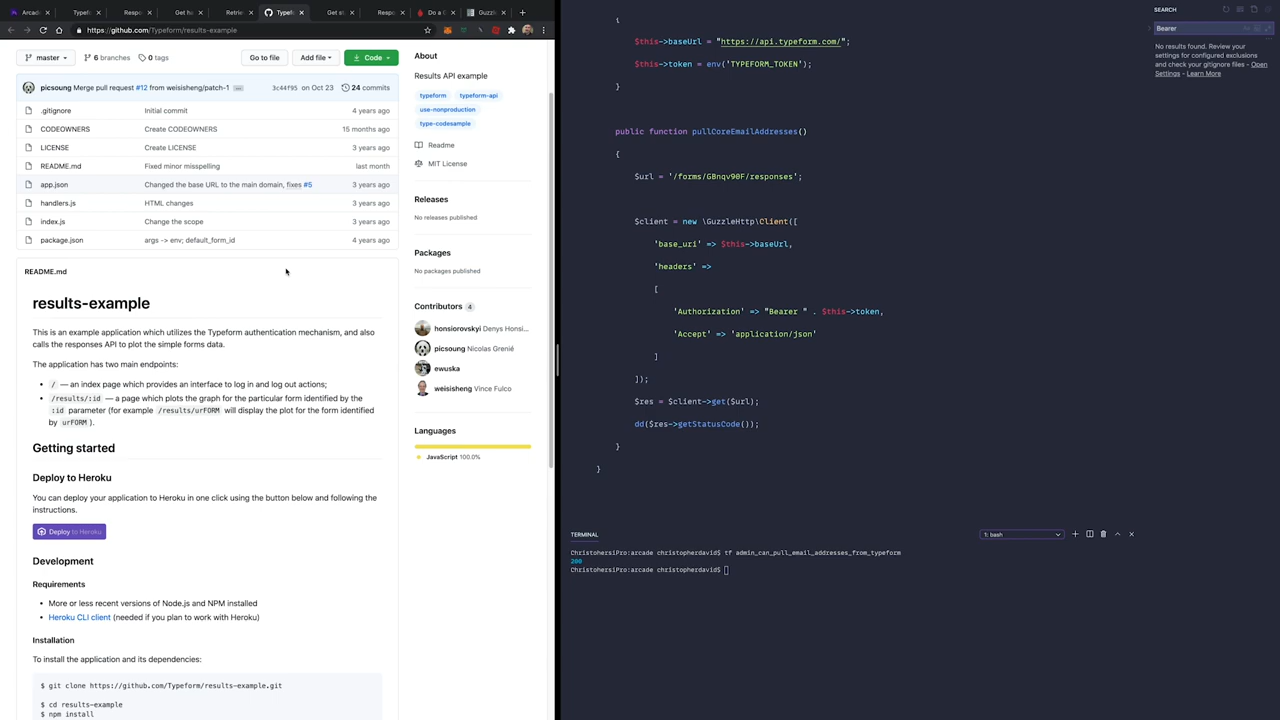 Arcade
Typef
Respo
Get h
Retrie
Typef
Get st
Respo
Do a G
Guzzle
https://github.com/Typeform/results-example
master
6 branches
0 tags
Go to file
Add file
Code
picsoung Merge pull request #12 from weisisheng/patch-1
3c44f95 on Oct 23
24 commits
.gitignore Initial commit 4 years ago
CODEOWNERS Create CODEOWNERS 15 months ago
LICENSE Create LICENSE 3 years ago
README.md Fixed minor misspelling last month
app.json Changed the base URL to the main domain, fixes #5 3 years ago
handlers.js HTML changes 3 years ago
index.js Change the scope 3 years ago
package.json args -> env; default_form_id 4 years ago
README.md
results-example
This is an example application which utilizes the Typeform authentication mechanism, and also
calls the responses API to plot the simple forms data.
The application has two main endpoints:
/ — an index page which provides an interface to log in and log out actions;
/results/:id — a page which plots the graph for the particular form identified by the
:id parameter (for example /results/urFORM will display the plot for the form identified
by urFORM ).
Getting started
Deploy to Heroku
You can deploy your application to Heroku in one click using the button below and following the
instructions.
Deploy to Heroku
Development
Requirements
More or less recent versions of Node.js and NPM installed
Heroku CLI client (needed if you plan to work with Heroku)
Installation
To install the application and its dependencies:
$ git clone https://github.com/Typeform/results-example.git
$ cd results-example
$ npm install
About
Results API example
typeform
typeform-api
use-nonproduction
type-codesample
Readme
MIT License
Releases
No releases published
Packages
No packages published
Contributors 4
honsiorovskyi Denys Honsi...
picsoung Nicolas Grenié
ewuska
weisisheng Vince Fulco
Languages
JavaScript 100.0%
{
$this->baseUrl = "https://api.typeform.com/";
$this->token = env('TYPEFORM_TOKEN');
}
public function pullCoreEmailAddresses()
{
$url = '/forms/GBnqv90F/responses';
$client = new \GuzzleHttp\Client([
'base_uri' => $this->baseUrl,
'headers' =>
[
'Authorization' => "Bearer " . $this->token,
'Accept' => 'application/json'
]
]);
$res = $client->get($url);
dd($res->getStatusCode());
}
}
TERMINAL
1: bash
ChristohersiPro:arcade christopherdavid$ tf admin_can_pull_email_addresses_from_typeform
200
ChristohersiPro:arcade christopherdavid$
SEARCH
Bearer
No results found. Review your
settings for configured exclusions
and check your gitignore files - Open
Settings - Learn More